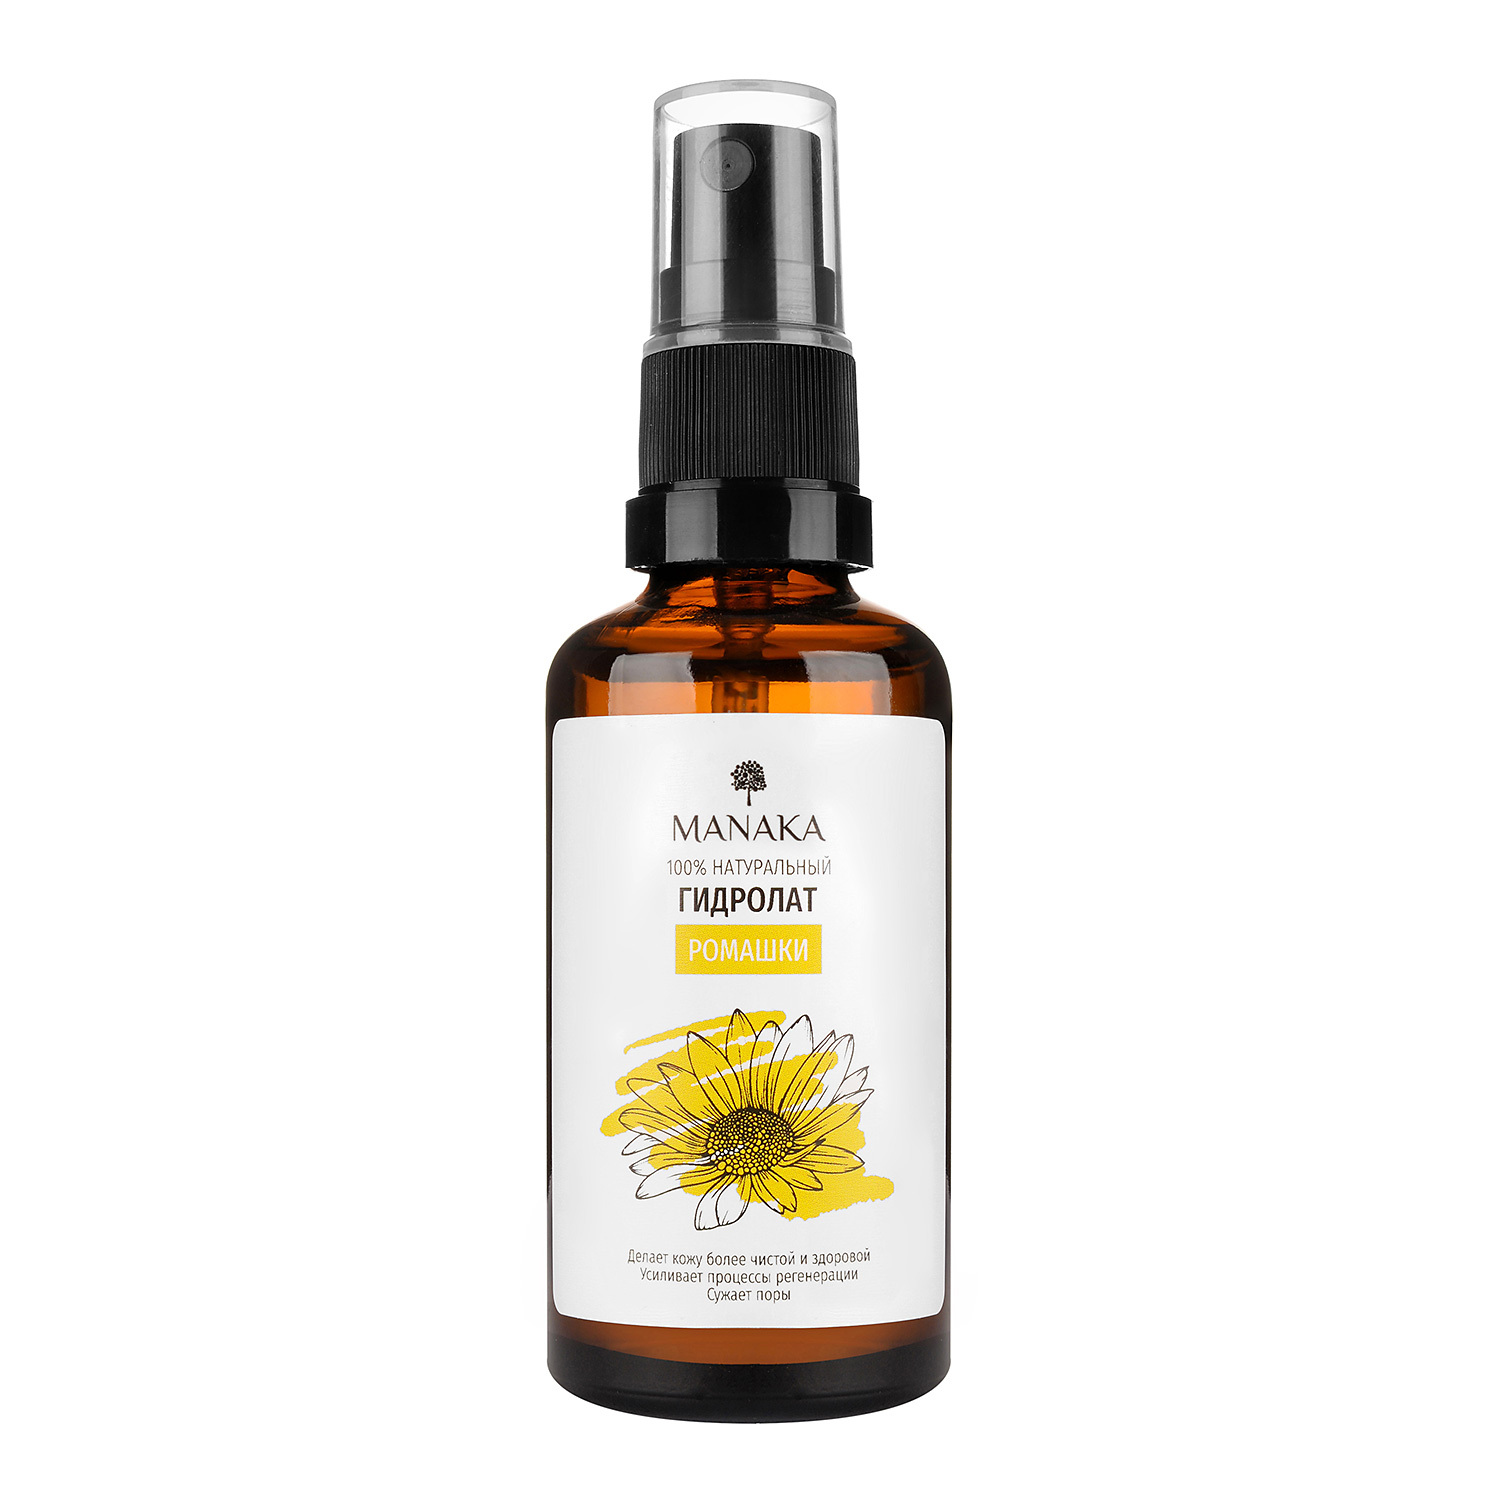 MANAKA
100% НАТУРАЛЬНЫЙ
ГИДРОЛАТ
РОМАШКИ
Делает кожу более чистой и здоровой
Усиливает процессы регенерации
Сужает поры